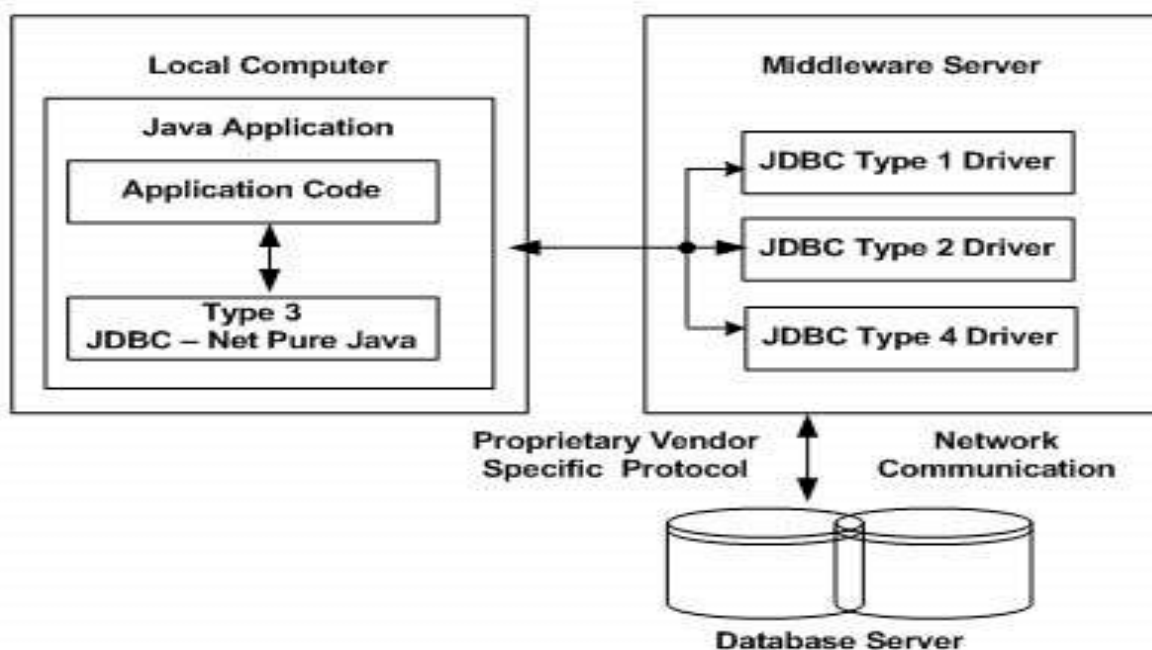 Local Computer
Java Application
Application Code
Type 3
JDBC – Net Pure Java
Middleware Server
JDBC Type 1 Driver
JDBC Type 2 Driver
JDBC Type 4 Driver
Proprietary Vendor
Specific Protocol
Network
Communication
Database Server